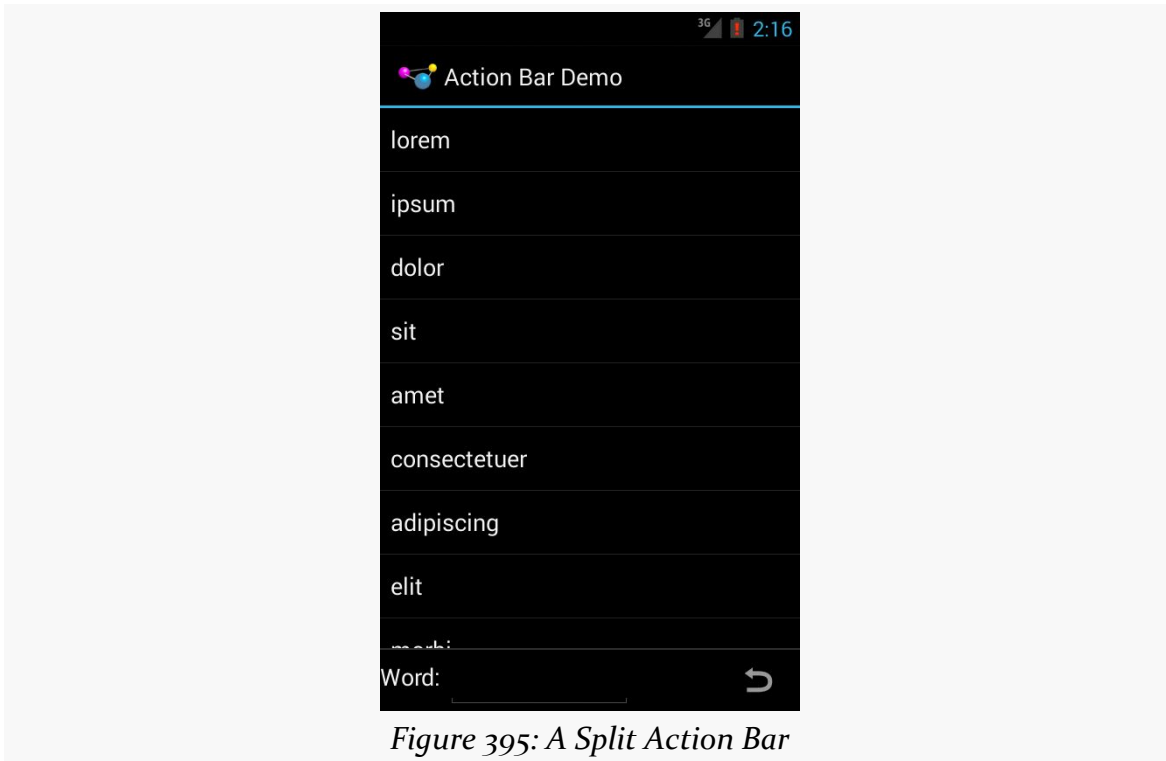 3G 2:16
Action Bar Demo
lorem
ipsum
dolor
sit
amet
consectetuer
adipiscing
elit
morbi
Word:
Figure 395: A Split Action Bar